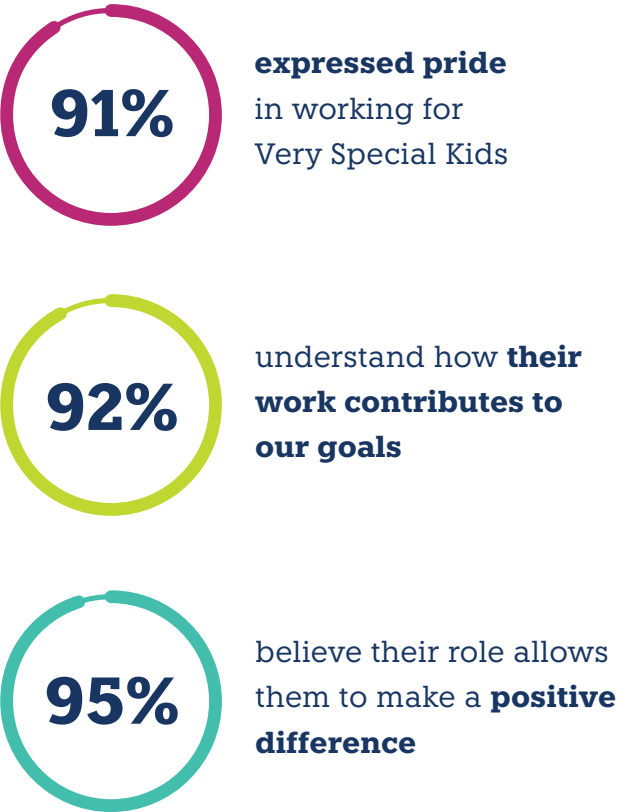 91%
expressed pride
in working for
Very Special Kids
92%
understand how their
work contributes to
our goals
95%
believe their role allows
them to make a positive
difference